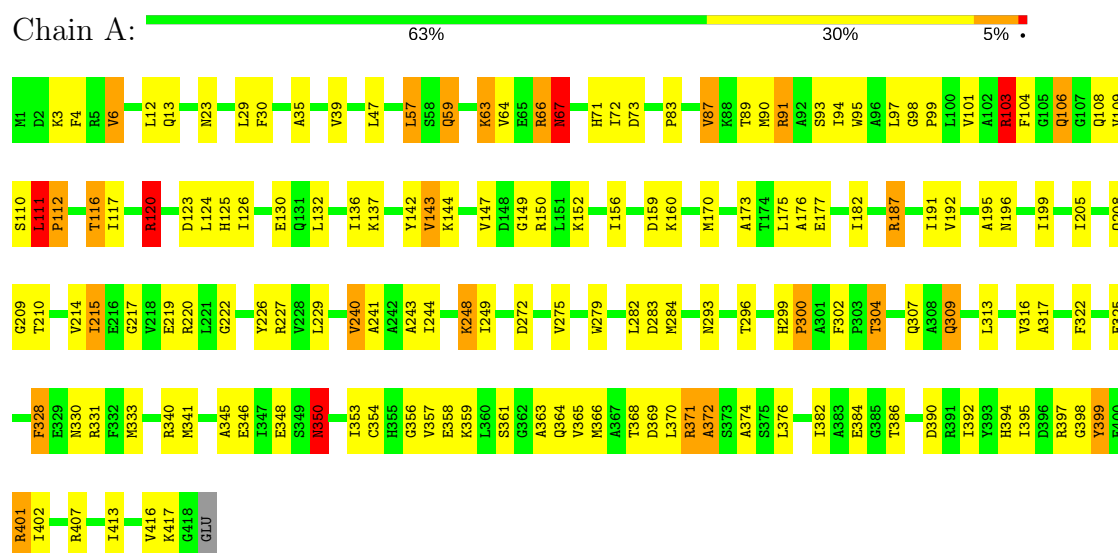 Chain A:
63% 30% 5% •
M1 D2 K3 F4 R5 V6 L12 Q13 N23 L29 F30 A35 V39 L47 L57 S58 Q59 K63 V64 E65 R66 N67 H71 I72 D73 P83 V87 K88 T89 M90 R91 A92 S93 I94 W95 A96 L97 G98 P99 L100 V101 A102 R103 F104 G105 Q106 G107 Q108 V109
S110 L111 P112 T116 I117 R120 D123 L124 H125 I126 E130 Q131 L132 I136 K137 Y142 V143 K144 V147 D148 G149 R150 L151 K152 I156 D159 K160 M170 A173 T174 L175 A176 E177 I182 R187 I191 V192 A195 N196 I199 I205
G209 T210 V214 I215 E216 G217 V218 E219 R220 L221 G222 Y226 R227 V228 L229 V240 A241 A242 A243 I244 K248 I249 D272 V275 W279 L282 D283 M284 N293 T296 H299 P300 A301 F302 P303 T304 Q307 A308 Q309 L313 V316 A317 F322
F328 E329 N330 R331 F332 M333 R340 M341 A345 E346 I347 E348 S349 N350 I353 C354 H355 G356 V357 E358 K359 L360 S361 G362 A363 Q364 V365 M366 A367 T368 D369 L370 R371 A372 S373 A374 S375 L376 I382 A383 E384 G385 T386 D390 R391 I392 Y393 H394 I395 D396 R397 G398 Y399
R401 I402 R407 I413 V416 K417 G418 GLU